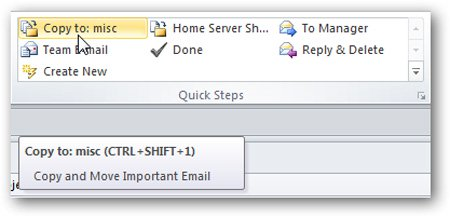 Copy to: misc
Home Server Sh...
To Manager
Team Email
Done
Reply & Delete
Create New
Quick Steps
Copy to: misc (CTRL+SHIFT+1)
Copy and Move Important Email